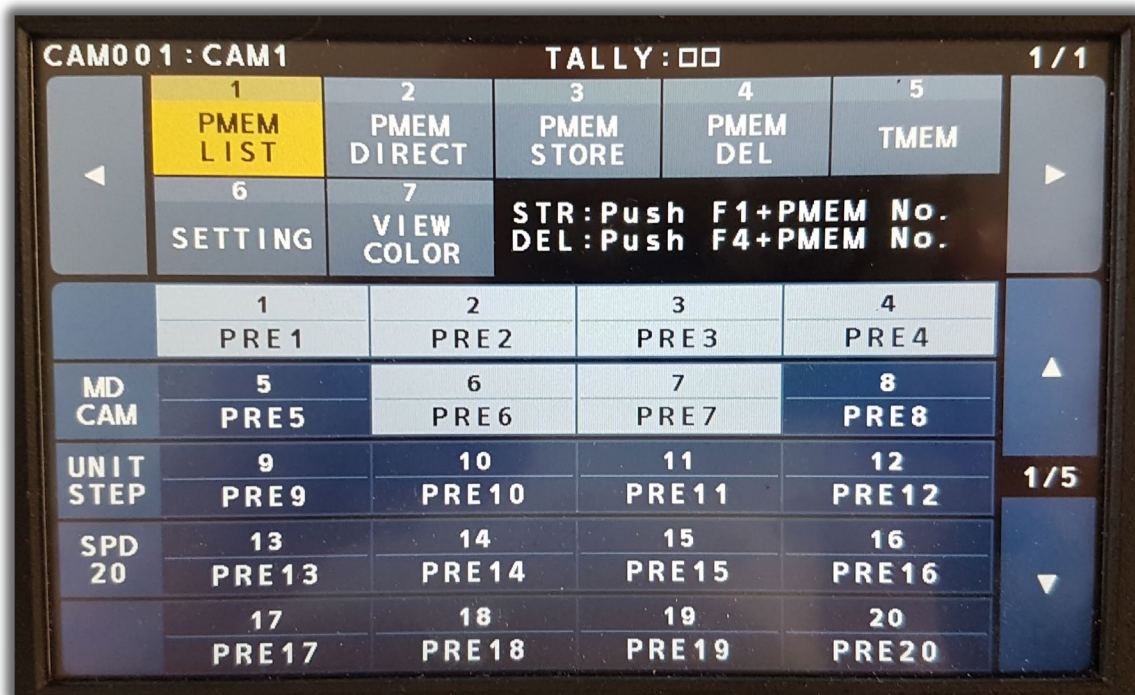 CAM001:CAM1 TALLY:□□ 1/1
1 2 3 4 5
PMEM LIST PMEM DIRECT PMEM STORE PMEM DEL TMEM
6 7
SETTING VIEW COLOR
STR:Push F1+PMEM No.
DEL:Push F4+PMEM No.
1 2 3 4
PRE1 PRE2 PRE3 PRE4
MD CAM
5 6 7 8
PRE5 PRE6 PRE7 PRE8
UNIT STEP
9 10 11 12
PRE9 PRE10 PRE11 PRE12
1/5
SPD 20
13 14 15 16
PRE13 PRE14 PRE15 PRE16
17 18 19 20
PRE17 PRE18 PRE19 PRE20